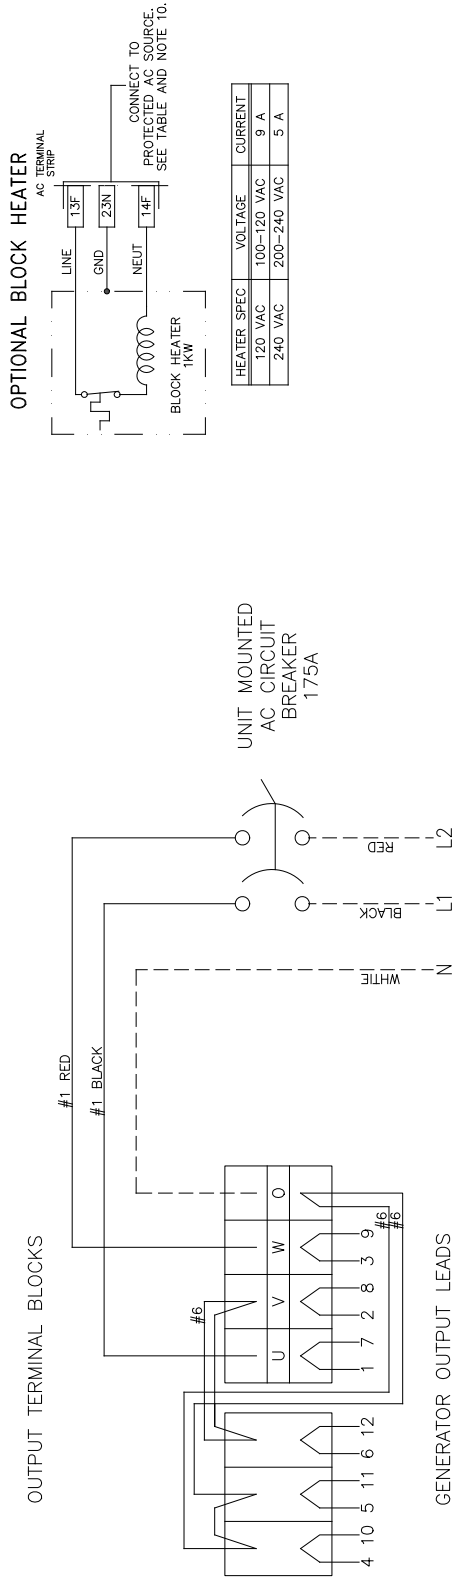 OPTIONAL BLOCK HEATER
AC TERMINAL
STRIP
LINE
13F
GND
23N
NEUT
14F
CONNECT TO
PROTECTED AC SOURCE.
SEE TABLE AND NOTE 10.
BLOCK HEATER
1KW
HEATER SPEC VOLTAGE CURRENT
120 VAC 100-120 VAC 9 A
240 VAC 200-240 VAC 5 A
OUTPUT TERMINAL BLOCKS
#1 RED
#1 BLACK
UNIT MOUNTED
AC CIRCUIT
BREAKER
175A
#6
U V W O
WHTIE
BLACK
RED
N L1 L2
#6
#6
4 10 5 11 6 12 1 7 2 8 3 9
GENERATOR OUTPUT LEADS